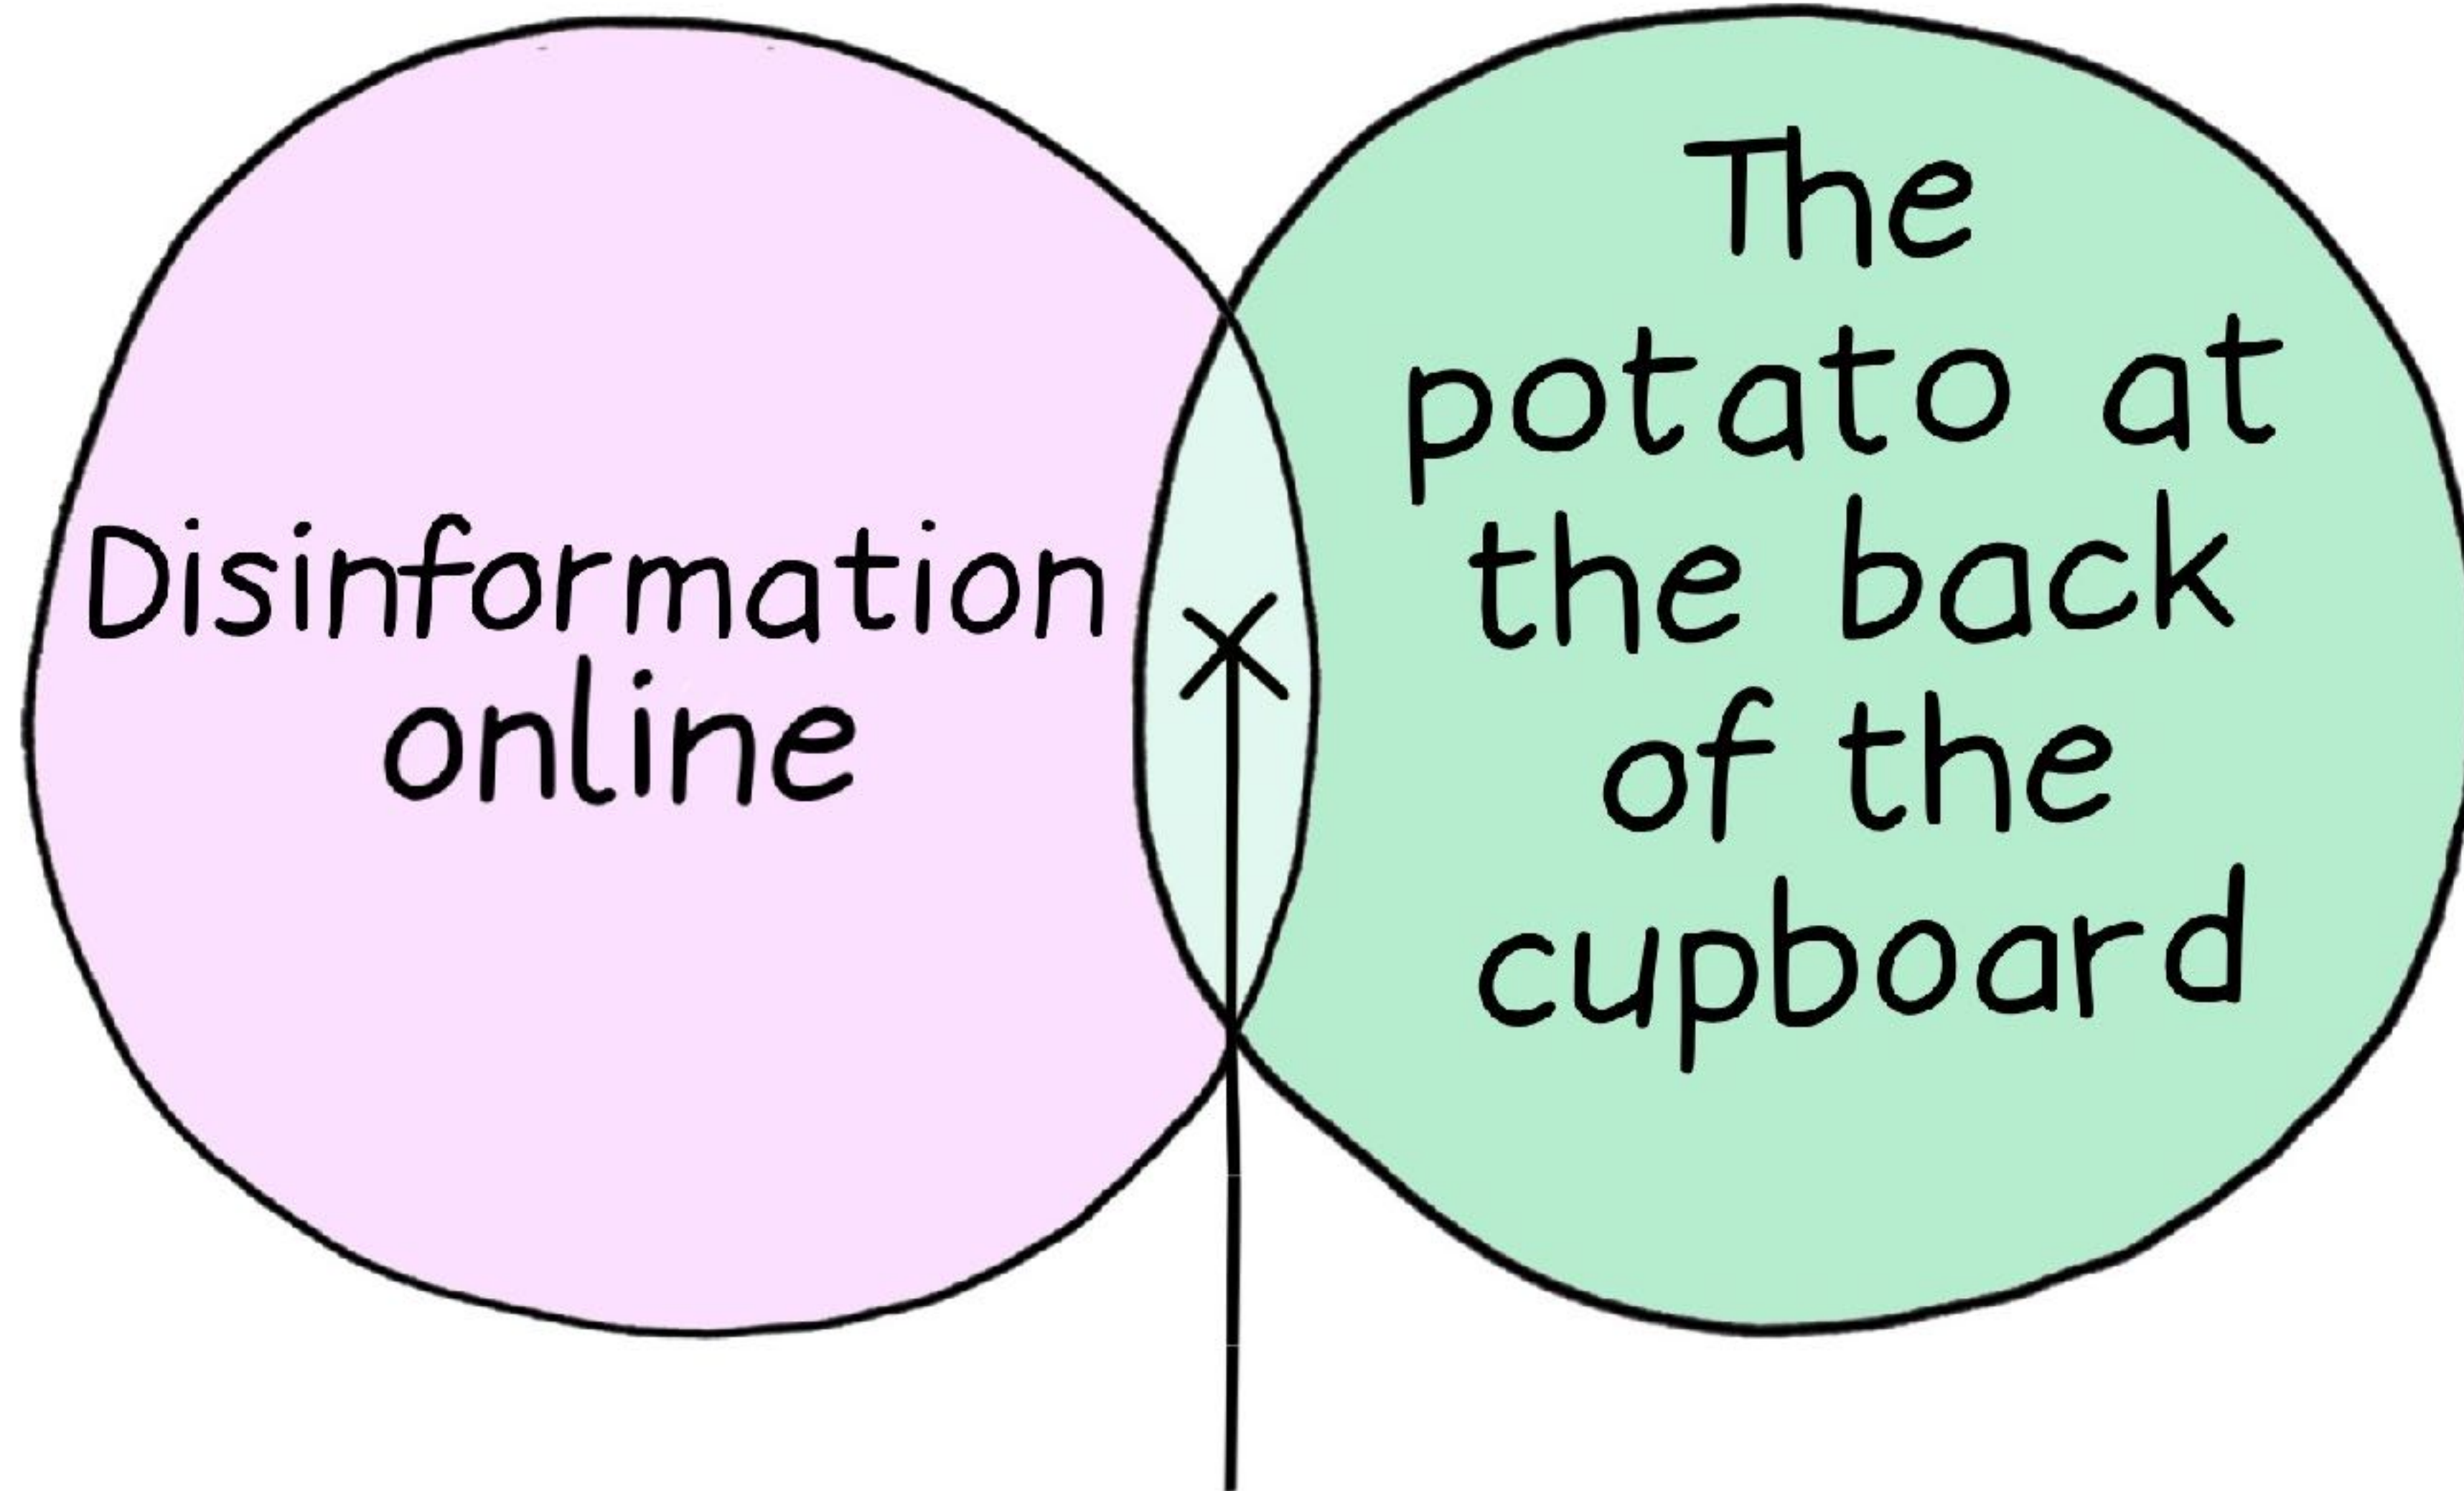 Disinformation
online
The
potato at
the back
of the
cupboard